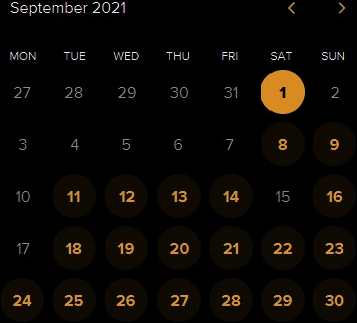 September 2021
MON TUE WED THU FRI SAT SUN
27 28 29 30 31 1 2
3 4 5 6 7 8 9
10 11 12 13 14 15 16
17 18 19 20 21 22 23
24 25 26 27 28 29 30